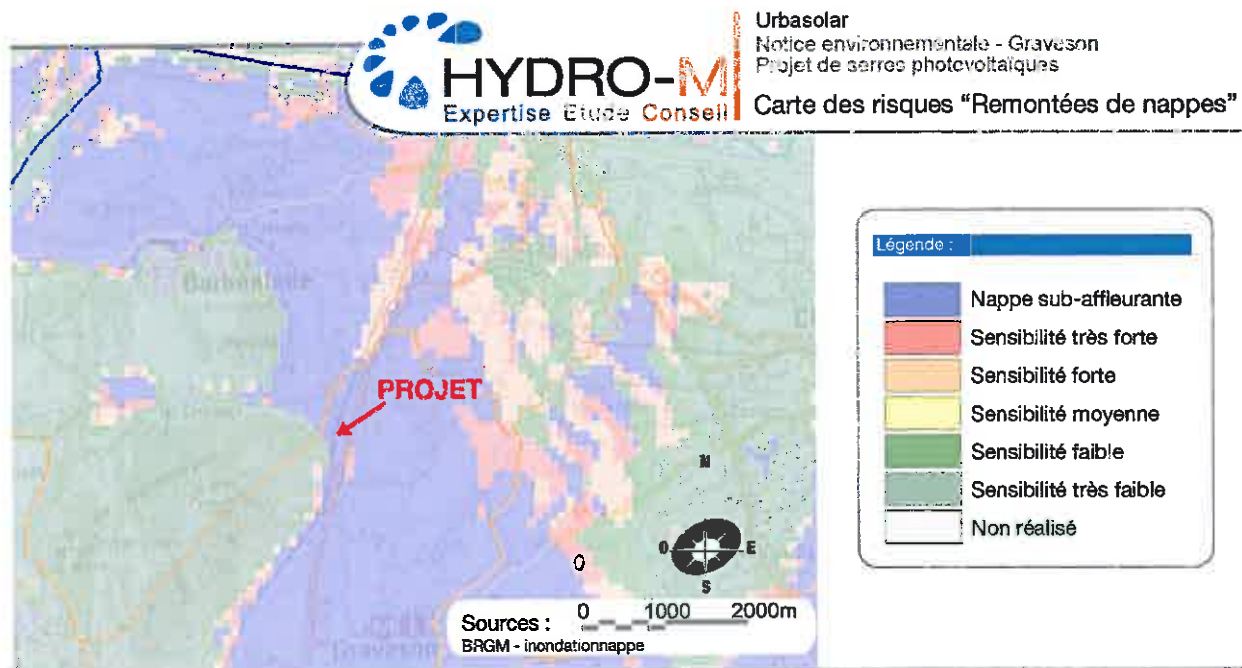 HYDRO-M
Expertise Etude Conseil
Urbasolar
Notice environnementale - Graveson
Projet de serres photovoltaïques
Carte des risques “Remontées de nappes”
Légende :
Nappe sub-affleurante
Sensibilité très forte
Sensibilité forte
Sensibilité moyenne
Sensibilité faible
Sensibilité très faible
Non réalisé
Barbentane
PROJET
N
O
E
S
0
Graveson
Sources :
0 1000 2000m
BRGM - inondationnappe